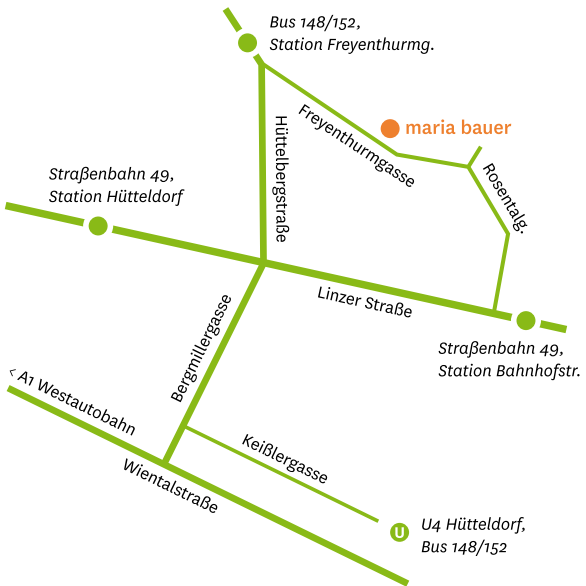 Bus 148/152,
Station Freyenthurmg.
maria bauer
Freyenthurmgasse
Hüttelbergstraße
Rosentalg.
Straßenbahn 49,
Station Hütteldorf
Linzer Straße
Straßenbahn 49,
Station Bahnhofstr.
Bergmillergasse
< A1 Westautobahn
Keißlergasse
Wientalstraße
U
U4 Hütteldorf,
Bus 148/152